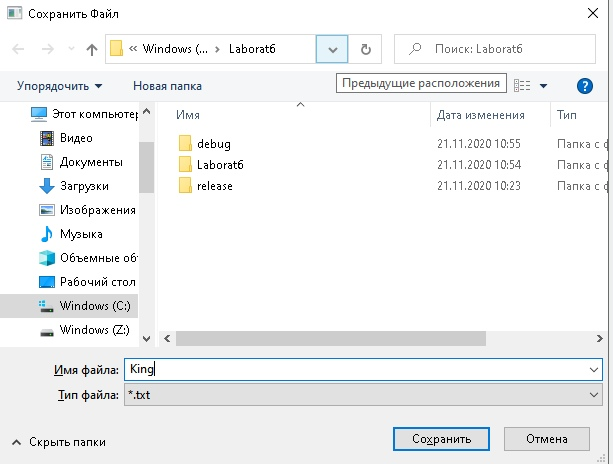 Сохранить Файл
« Windows (... › Laborat6
Поиск: Laborat6
Упорядочить
Новая папка
Предыдущие расположения
Этот компьютер
Видео
Документы
Загрузки
Изображения
Музыка
Объемные об
Рабочий стол
Windows (C:)
Windows (Z:)
Имя
Дата изменения
Тип
debug
21.11.2020 10:55
Папка с ф
Laborat6
21.11.2020 10:54
Папка с ф
release
21.11.2020 10:23
Папка с ф
Имя файла:
King
Тип файла:
*.txt
Скрыть папки
Сохранить
Отмена